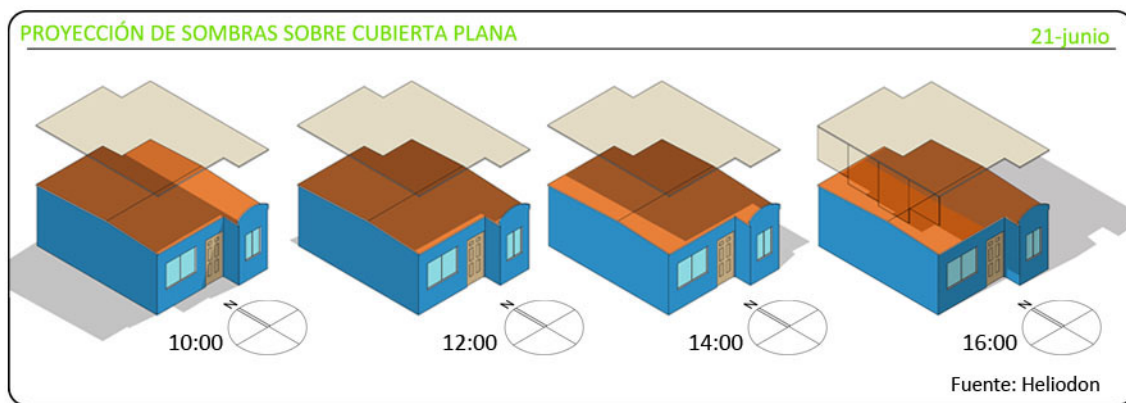 PROYECCIÓN DE SOMBRAS SOBRE CUBIERTA PLANA
21-junio
N
N
N
N
10:00
12:00
14:00
16:00
Fuente: Heliodon